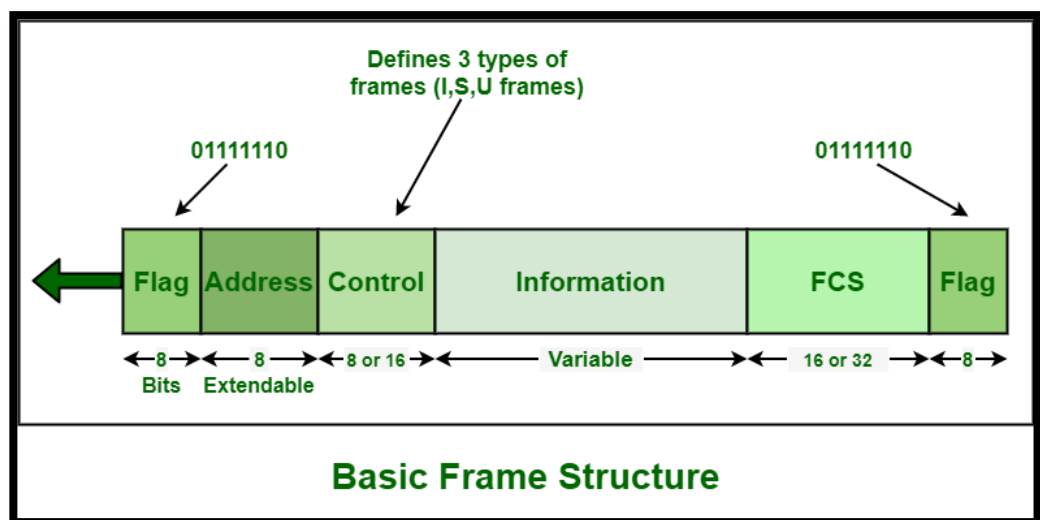 Defines 3 types of
frames (I,S,U frames)
01111110
01111110
Flag
Address
Control
Information
FCS
Flag
8
8
8 or 16
Variable
16 or 32
8
Bits
Extendable
Basic Frame Structure